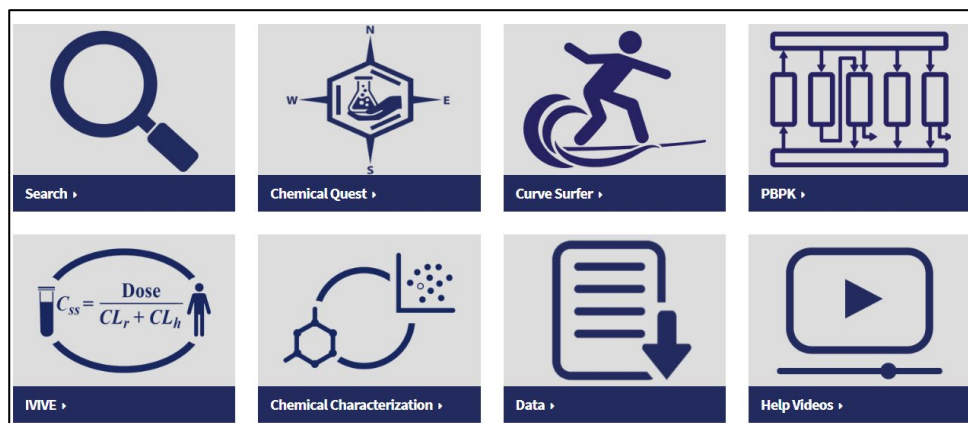 N
W E
S
Search ›
Chemical Quest ›
Curve Surfer ›
PBPK ›
Css = Dose / CLr + CLh
IVIVE ›
Chemical Characterization ›
Data ›
Help Videos ›